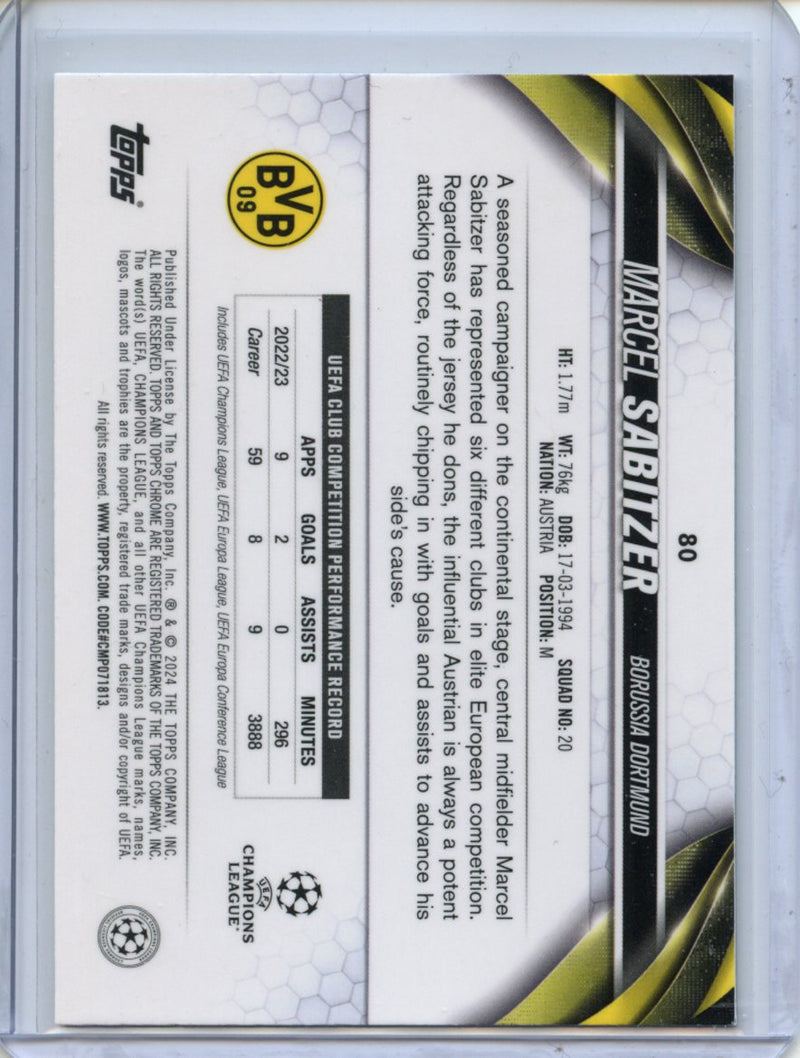 80
MARCEL SABITZER BORUSSIA DORTMUND
HT: 1.77m WT: 76kg DOB: 17-03-1994 SQUAD NO: 20
NATION: AUSTRIA POSITION: M
A seasoned campaigner on the continental stage, central midfielder Marcel
Sabitzer has represented six different clubs in elite European competition.
Regardless of the jersey he dons, the influential Austrian is always a potent
attacking force, routinely chipping in with goals and assists to advance his
side's cause.
UEFA CLUB COMPETITION PERFORMANCE RECORD
APPS GOALS ASSISTS MINUTES
2022/23 9 2 0 296
Career 59 8 9 3888
Includes UEFA Champions League, UEFA Europa League, UEFA Europa Conference League
BVB
09
UEFA
CHAMPIONS
LEAGUE®
topps®
Published Under License by The Topps Company, Inc. ® & © 2024 THE TOPPS COMPANY, INC.
ALL RIGHTS RESERVED. TOPPS AND TOPPS CHROME ARE REGISTERED TRADEMARKS OF THE TOPPS COMPANY, INC.
The word(s) UEFA, CHAMPIONS LEAGUE, and all other UEFA Champions League marks, names,
logos, mascots and trophies are the property, registered trade marks, designs and/or copyright of UEFA.
All rights reserved. WWW.TOPPS.COM. CODE#CMP071813.